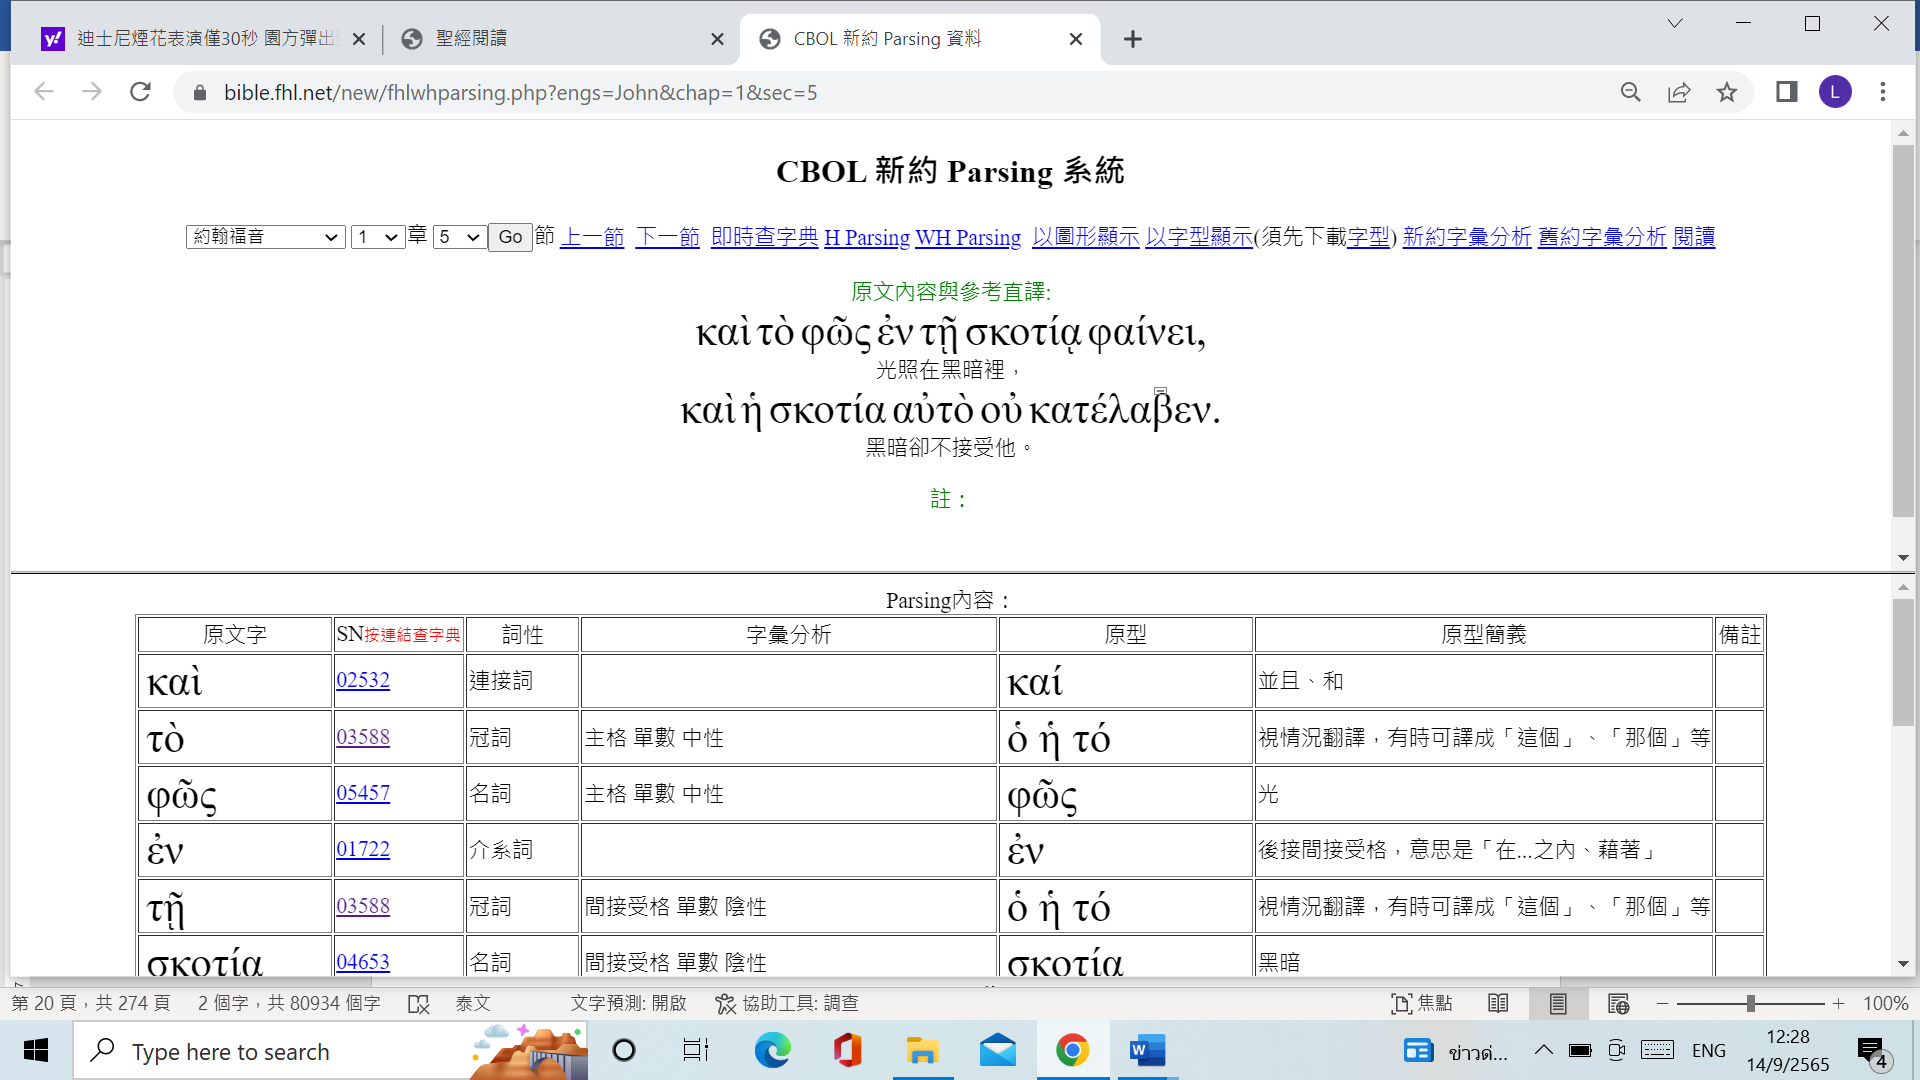 迪士尼煙花表演僅30秒 園方彈出
聖經閱讀
CBOL 新約 Parsing 資料
bible.fhl.net/new/fhlwhparsing.php?engs=John&chap=1&sec=5
L
CBOL 新約 Parsing 系統
約翰福音 1 章 5 Go 節 上一節 下一節 即時查字典 H Parsing WH Parsing 以圖形顯示 以字型顯示(須先下載字型) 新約字彙分析 舊約字彙分析 閱讀
原文內容與參考直譯:
καὶ τὸ φῶς ἐν τῇ σκοτίᾳ φαίνει,
光照在黑暗裡，
καὶ ἡ σκοτία αὐτὸ οὐ κατέλαβεν.
黑暗卻不接受他。
註：
Parsing內容：
原文字 SN按連結查字典 詞性 字彙分析 原型 原型簡義 備註
καὶ 02532 連接詞 καί 並且、和
τὸ 03588 冠詞 主格 單數 中性 ὁ ἡ τό 視情況翻譯，有時可譯成「這個」、「那個」等
φῶς 05457 名詞 主格 單數 中性 φῶς 光
ἐν 01722 介系詞 ἐν 後接間接受格，意思是「在...之內、藉著」
τῇ 03588 冠詞 間接受格 單數 陰性 ὁ ἡ τό 視情況翻譯，有時可譯成「這個」、「那個」等
σκοτίᾳ 04653 名詞 間接受格 單數 陰性 σκοτία 黑暗
第 20 頁，共 274 頁 2 個字，共 80934 個字 泰文 文字預測: 開啟 協助工具: 調查 焦點 100%
Type here to search
ข่าวด่...
ENG
12:28
14/9/2565
4